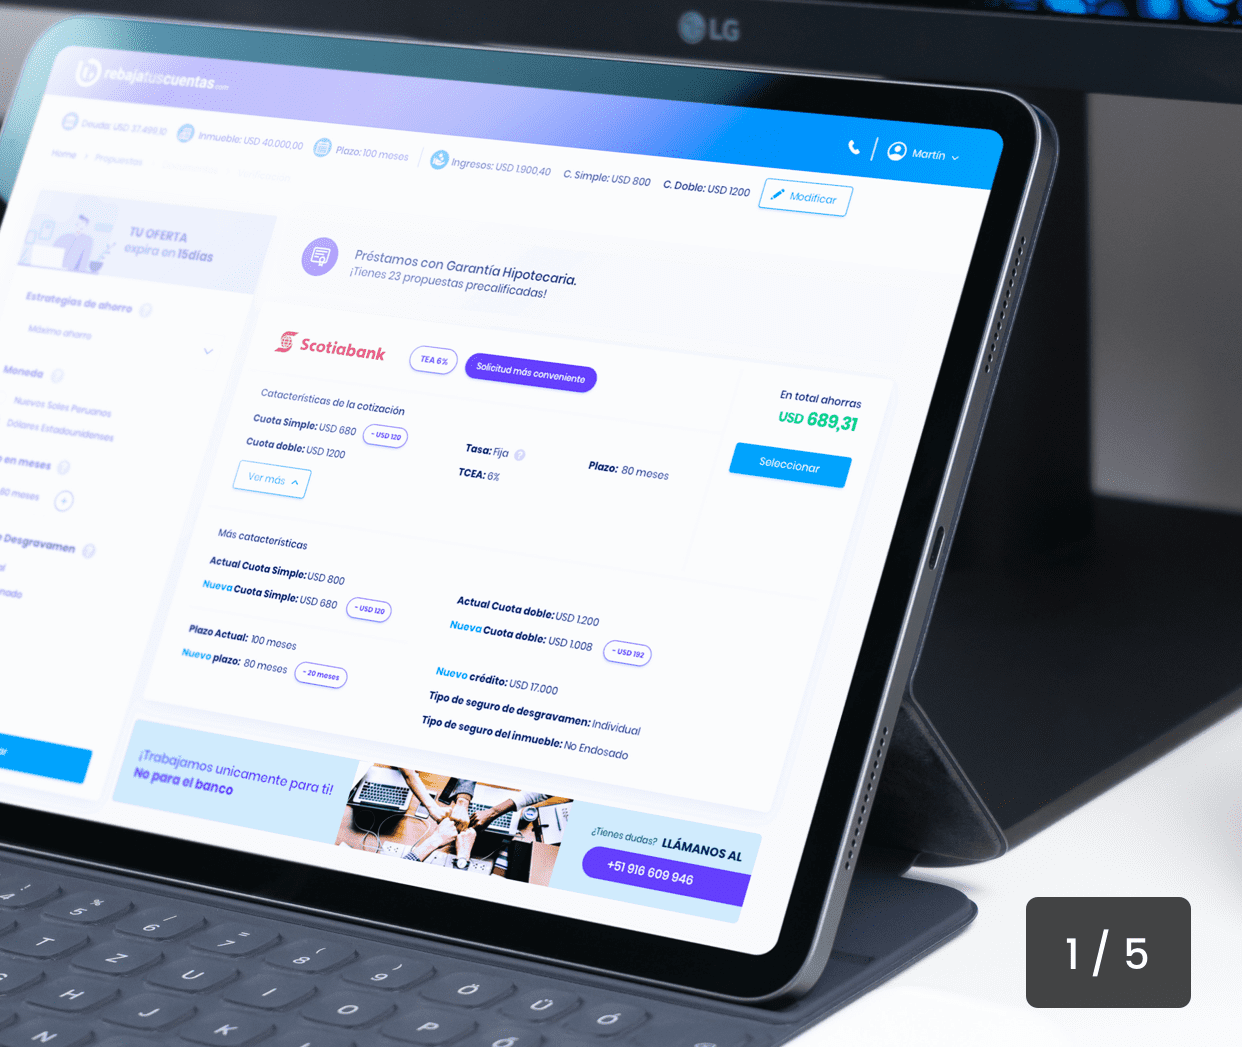 LG
rebajatuscuentas.com
Deuda: USD 37.499,10
Inmueble: USD 40.000,00
Plazo: 100 meses
Ingresos: USD 1.900,40
C. Simple: USD 800
C. Doble: USD 1200
Modificar
Martín
Home > Propuestas
TU OFERTA
expira en 15días
Préstamos con Garantía Hipotecaria.
¡Tienes 23 propuestas precalificadas!
Estrategias de ahorro ?
Máximo ahorro
Moneda ?
Nuevos Soles Peruanos
Dólares Estadounidenses
o en meses ?
80 meses +
Desgravamen ?
Scotiabank
TEA 6%
Solicitud más conveniente
Catacterísticas de la cotización
Cuota Simple: USD 680 - USD 120
Cuota doble: USD 1200
Ver más
Tasa: Fija ?
TCEA: 6%
Plazo: 80 meses
En total ahorras
USD 689,31
Seleccionar
Más catacterísticas
Actual Cuota Simple: USD 800
Nueva Cuota Simple: USD 680 - USD 120
Plazo Actual: 100 meses
Nuevo plazo: 80 meses - 20 meses
Actual Cuota doble: USD 1.200
Nueva Cuota doble: USD 1.008 - USD 192
Nuevo crédito: USD 17.000
Tipo de seguro de desgravamen: Individual
Tipo de seguro del inmueble: No Endosado
¡Trabajamos unicamente para ti!
No para el banco
¿Tienes dudas? LLÁMANOS AL
+51 916 609 946
4 ! 5 % 6 / 7 = 8 ( 9 )
T Z U I O P
H J K Ö Ü Ó
N
1 / 5